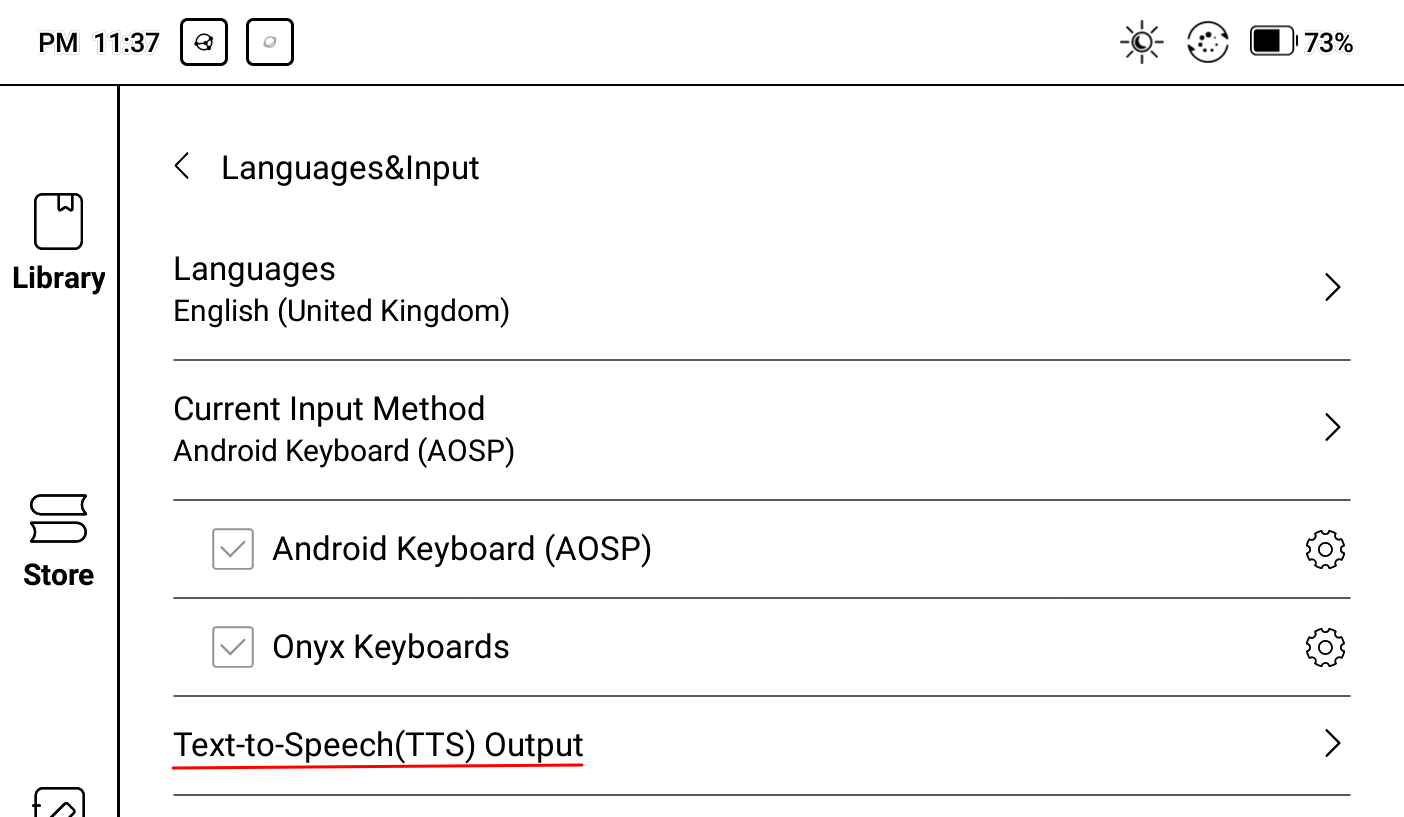 PM 11:37
73%
Languages&Input
Library
Languages
English (United Kingdom)
Current Input Method
Android Keyboard (AOSP)
Android Keyboard (AOSP)
Store
Onyx Keyboards
Text-to-Speech(TTS) Output